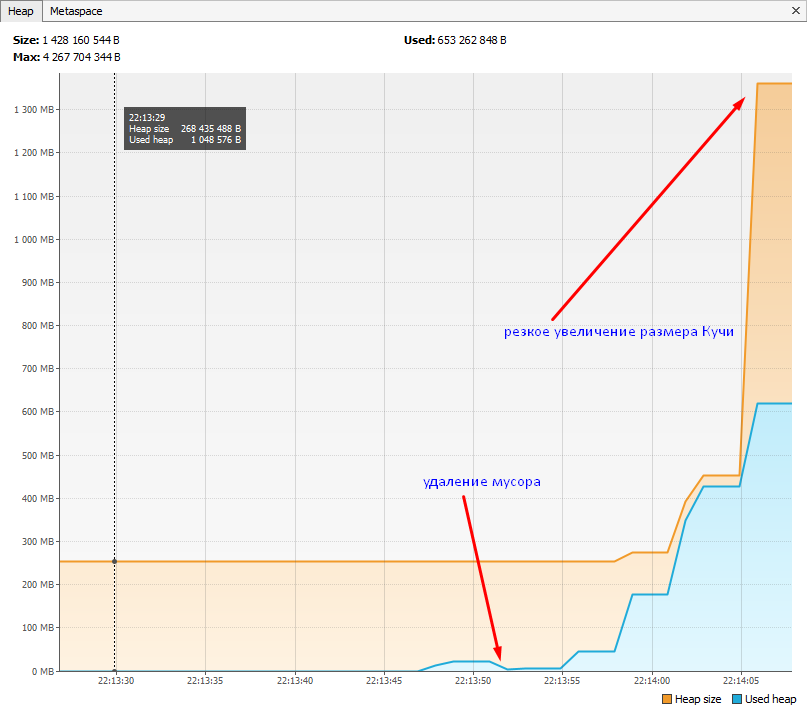 Heap Metaspace
Size: 1 428 160 544 B Used: 653 262 848 B
Max: 4 267 704 344 B
1 300 MB
22:13:29
Heap size 268 435 488 B
Used heap 1 048 576 B
1 200 MB
1 100 MB
1 000 MB
900 MB
800 MB
резкое увеличение размера Кучи
700 MB
600 MB
500 MB
удаление мусора
400 MB
300 MB
200 MB
100 MB
0 MB
22:13:30 22:13:35 22:13:40 22:13:45 22:13:50 22:13:55 22:14:00 22:14:05
Heap size Used heap